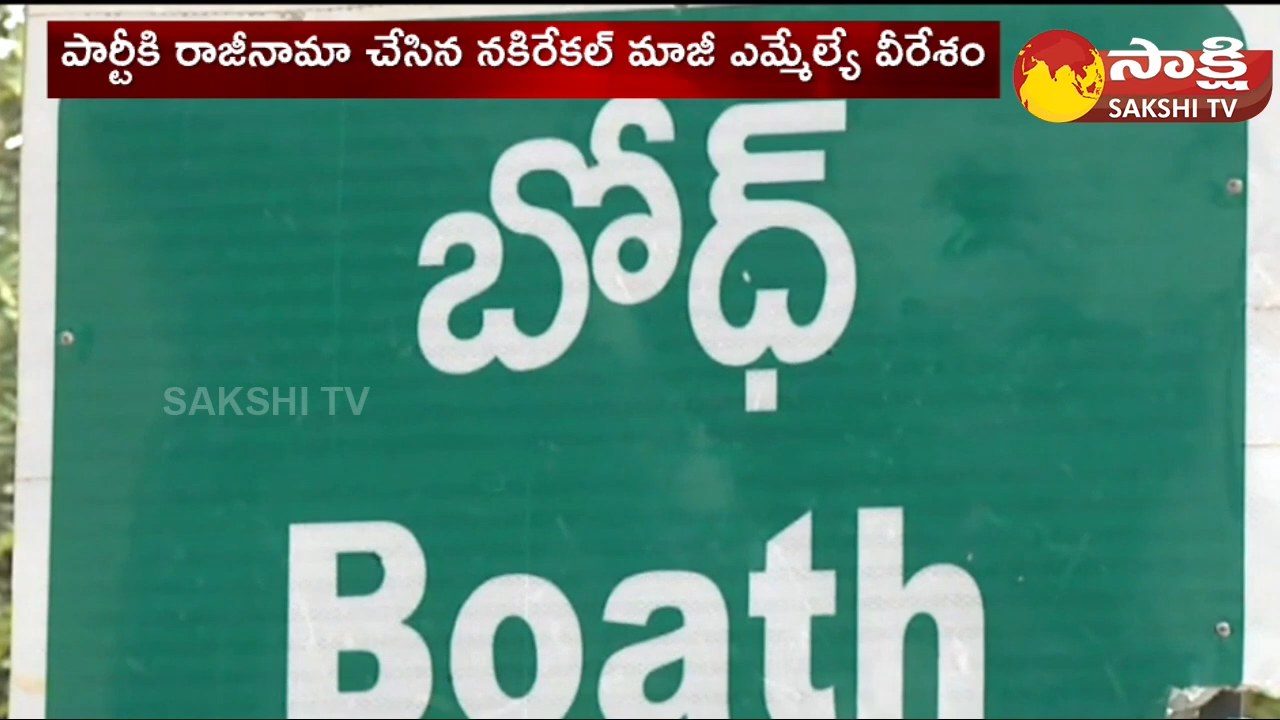 పార్టీకి రాజీనామా చేసిన నకిరేకల్ మాజీ ఎమ్మేల్యే వీరేశం
సాక్షి
SAKSHI TV
బోథ్
SAKSHI TV
Boath